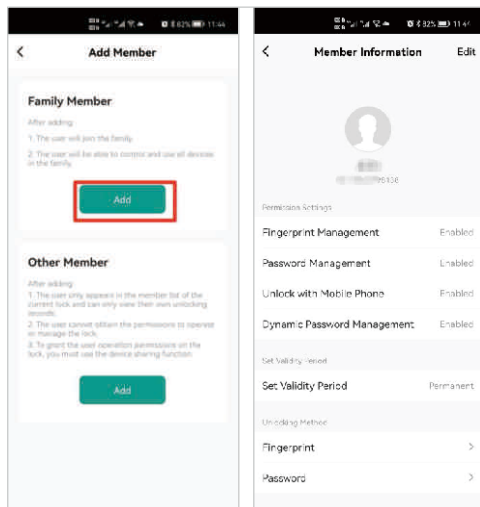 82% 11:44
Add Member
Family Member
After adding:
1. The user will join the family.
2. The user will be able to control and use all devices
in the family.
Add
Other Member
After adding:
1. The user only appears in the member list of the
current lock and can only view their own unlocking
records.
2. The user cannot obtain the permissions to operate
or manage the lock.
3. To grant the user operation permissions on the
lock, you must use the device sharing function.
Add
82% 11:44
Member Information Edit
Permission Settings
Fingerprint Management Enabled
Password Management Enabled
Unlock with Mobile Phone Enabled
Dynamic Password Management Enabled
Set Validity Period
Set Validity Period Permanent
Unlocking Method
Fingerprint
Password